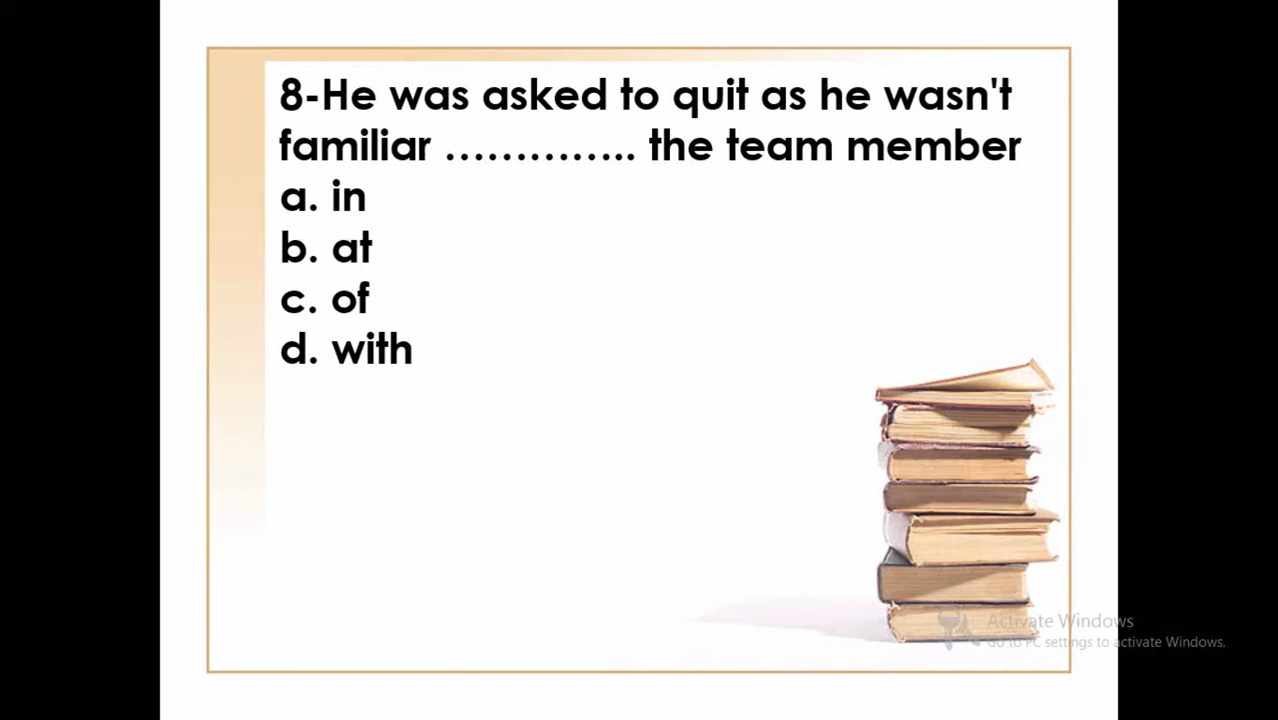 8-He was asked to quit as he wasn't
familiar ………….. the team member
a. in
b. at
c. of
d. with
Activate Windows
Go to PC settings to activate Windows.